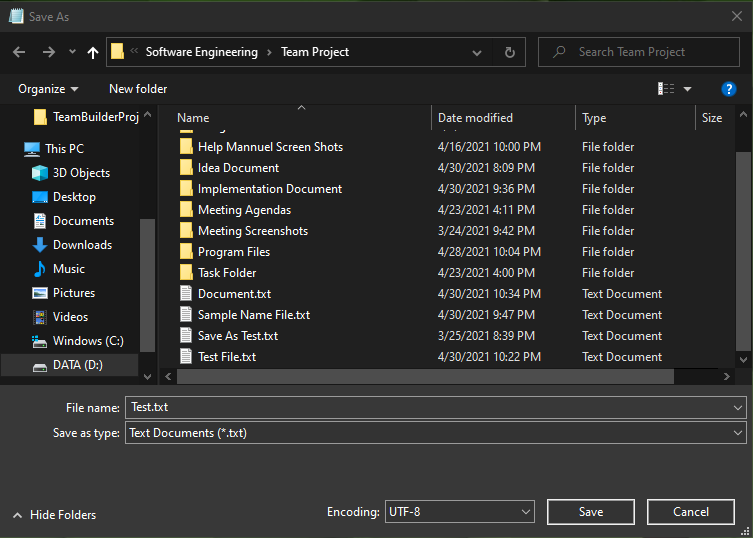 Save As
Software Engineering > Team Project
Search Team Project
Organize New folder
?
Name Date modified Type Size
TeamBuilderProj
This PC
3D Objects
Desktop
Documents
Downloads
Music
Pictures
Videos
Windows (C:)
DATA (D:)
Help Mannuel Screen Shots 4/16/2021 10:00 PM File folder
Idea Document 4/30/2021 8:09 PM File folder
Implementation Document 4/30/2021 9:36 PM File folder
Meeting Agendas 4/23/2021 4:11 PM File folder
Meeting Screenshots 3/24/2021 9:42 PM File folder
Program Files 4/28/2021 10:04 PM File folder
Task Folder 4/23/2021 4:00 PM File folder
Document.txt 4/30/2021 10:34 PM Text Document
Sample Name File.txt 4/30/2021 9:47 PM Text Document
Save As Test.txt 3/25/2021 8:39 PM Text Document
Test File.txt 4/30/2021 10:22 PM Text Document
File name: Test.txt
Save as type: Text Documents (*.txt)
Hide Folders Encoding: UTF-8 Save Cancel